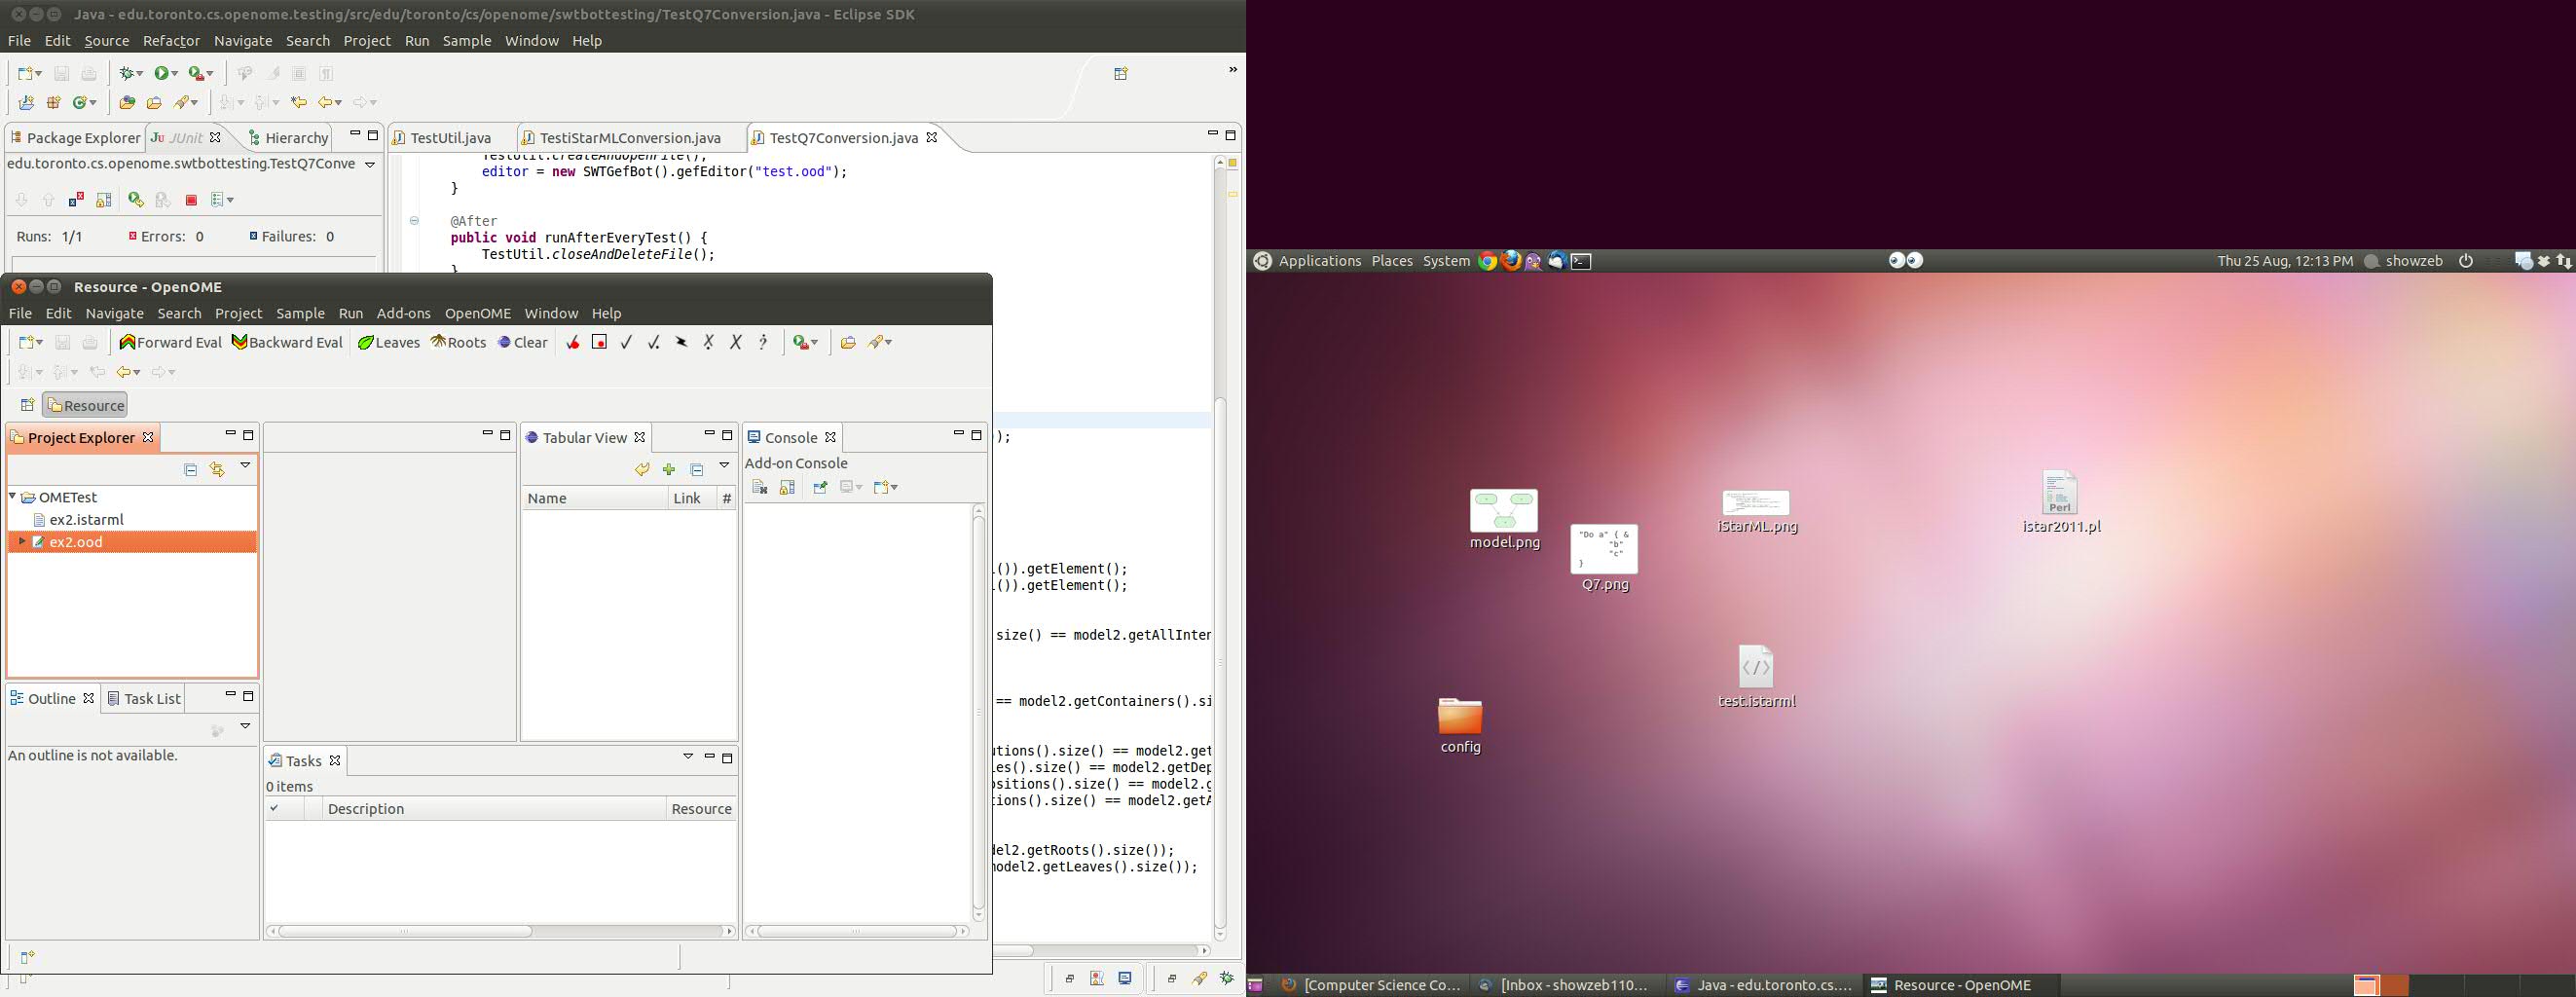 Java - edu.toronto.cs.openome.testing/src/edu/toronto/cs/openome/swtbottesting/TestQ7Conversion.java - Eclipse SDK
File Edit Source Refactor Navigate Search Project Run Sample Window Help
Package Explorer JUnit Hierarchy
TestUtil.java TestiStarMLConversion.java TestQ7Conversion.java
edu.toronto.cs.openome.swtbottesting.TestQ7Conve
Runs: 1/1 Errors: 0 Failures: 0
TestUtil.createAndOpenFile();
editor = new SWTGefBot().gefEditor("test.ood");
}
@After
public void runAfterEveryTest() {
TestUtil.closeAndDeleteFile();
}
Resource - OpenOME
File Edit Navigate Search Project Sample Run Add-ons OpenOME Window Help
Forward Eval Backward Eval Leaves Roots Clear
Resource
Project Explorer
OMETest
ex2.istarml
ex2.ood
Outline Task List
An outline is not available.
Tabular View
Name Link #
Console
Add-on Console
Tasks
0 items
Description Resource
);
()).getElement();
()).getElement();
size() == model2.getAllInten
== model2.getContainers().si
utions().size() == model2.get
ies().size() == model2.getDep
ositions().size() == model2.g
tions().size() == model2.getA
del2.getRoots().size());
model2.getLeaves().size());
Applications Places System
Thu 25 Aug, 12:13 PM showzeb
model.png
"Do a" { &
"b"
"c"
}
Q7.png
iStarML.png
Perl
istar2011.pl
</>
test.istarml
config
[Computer Science Co... [Inbox - showzeb110... Java - edu.toronto.cs.... Resource - OpenOME